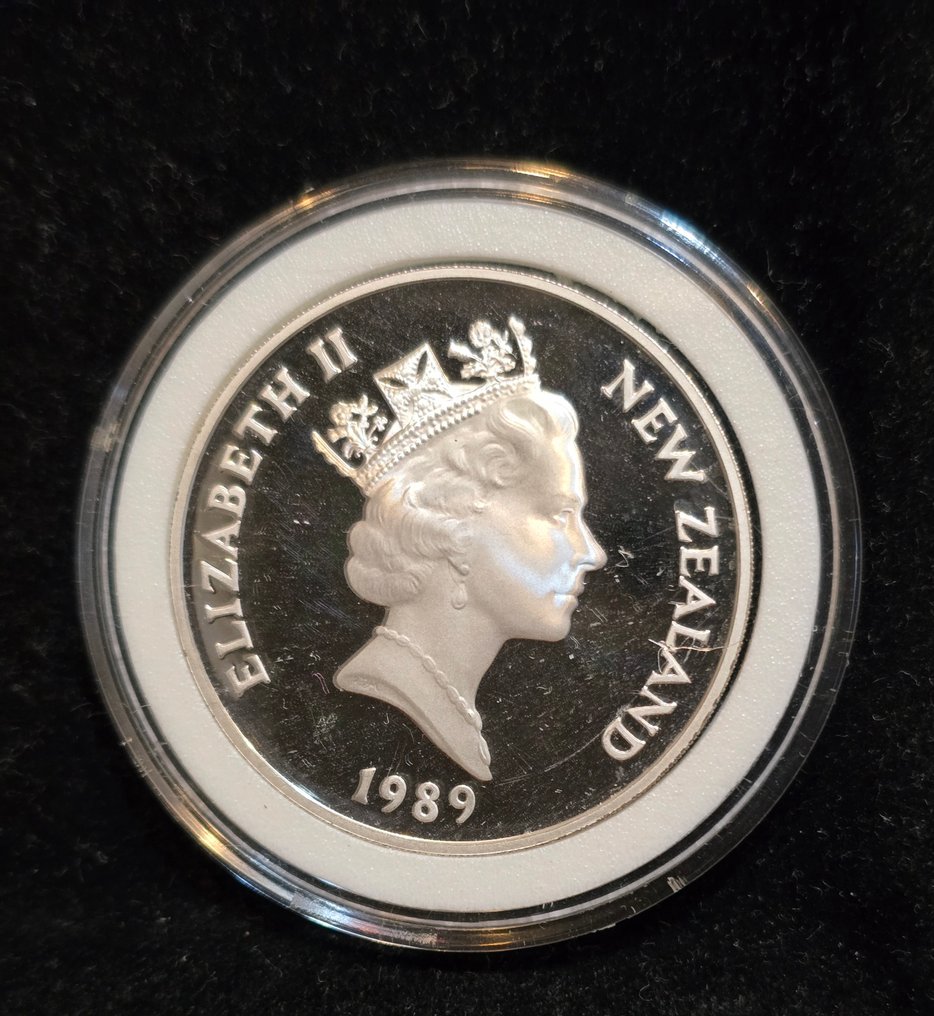 ELIZABETH II
NEW ZEALAND
1989